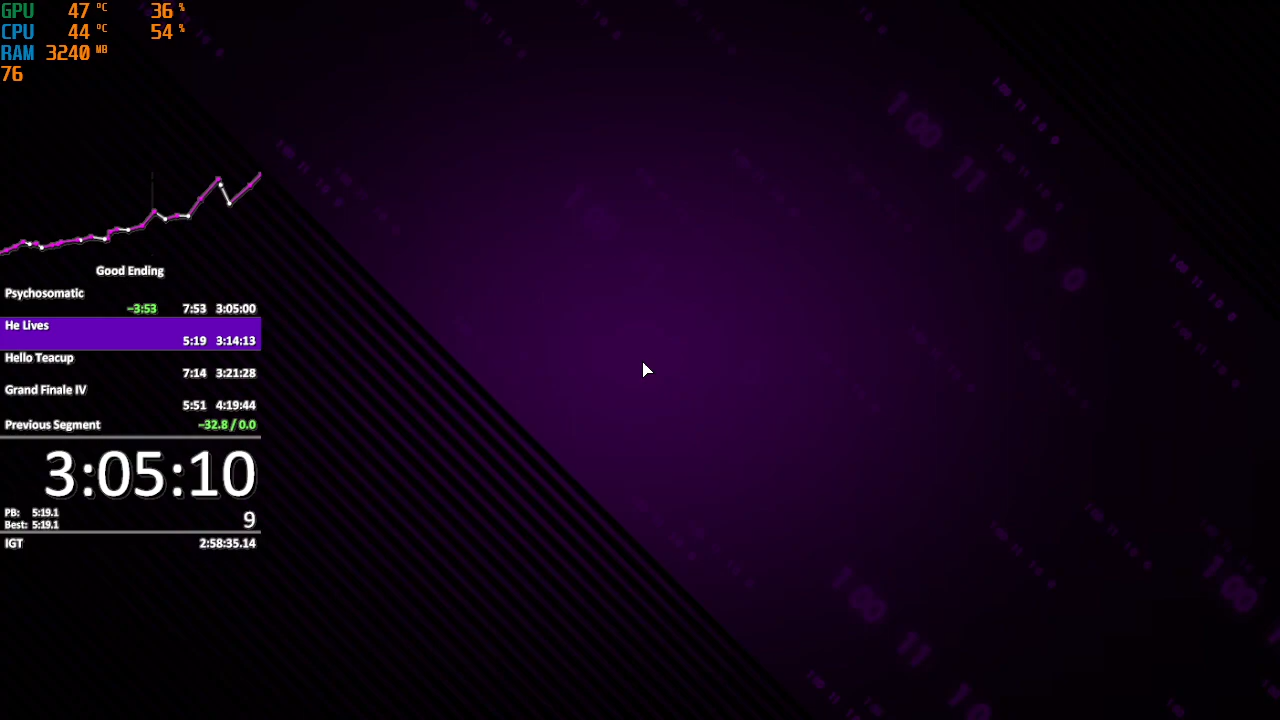 GPU 47 °C 36 %
CPU 44 °C 54 %
RAM 3240 MB
76
Good Ending
Psychosomatic
−3:53 7:53 3:05:00
He Lives
5:19 3:14:13
Hello Teacup
7:14 3:21:28
Grand Finale IV
5:51 4:19:44
Previous Segment −32.8 / 0.0
3:05:10
PB: 5:19.1
Best: 5:19.1
9
IGT 2:58:35.14